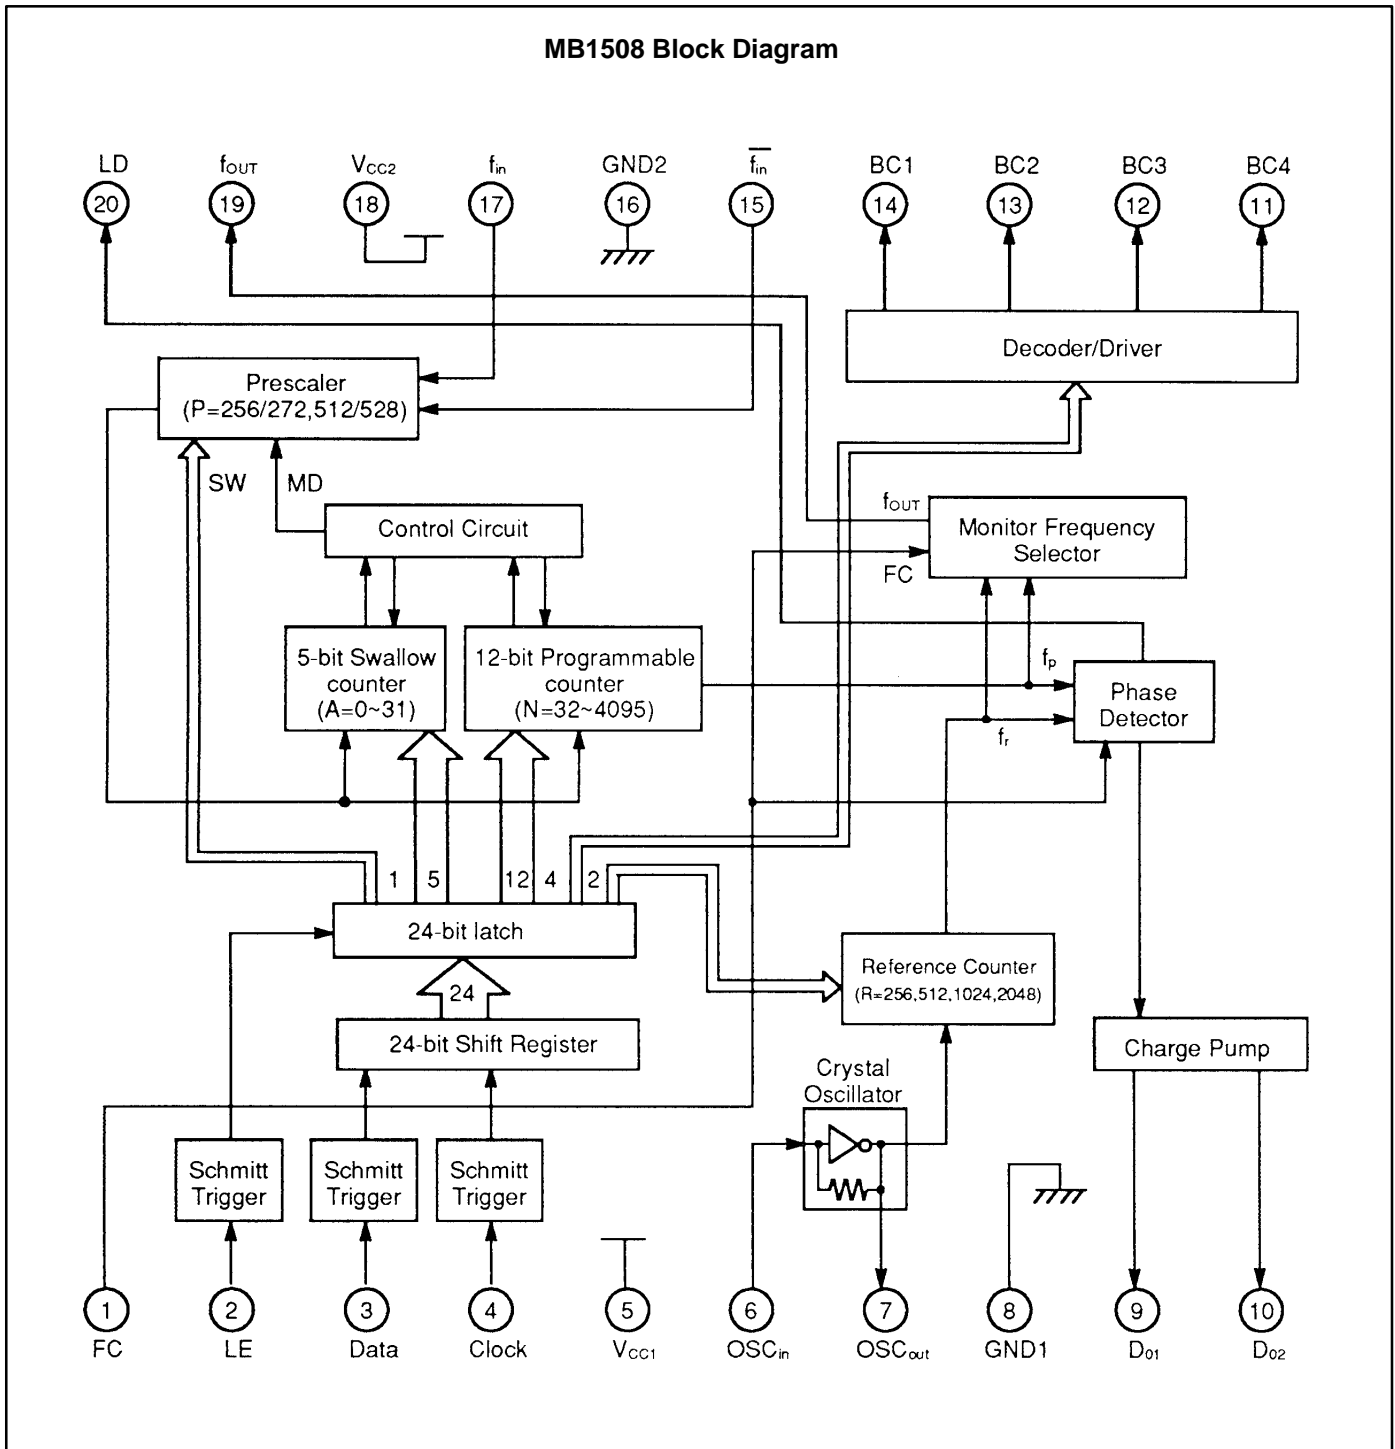 MB1508 Block Diagram
LD fOUT VCC2 fin GND2 f̅i̅n̅ BC1 BC2 BC3 BC4
20 19 18 17 16 15 14 13 12 11
Decoder/Driver
Prescaler
(P=256/272,512/528)
SW MD
Control Circuit
fOUT
Monitor Frequency
Selector
FC
5-bit Swallow
counter
(A=0~31)
12-bit Programmable
counter
(N=32~4095)
fp
fr
Phase
Detector
1 5 12 4 2
24-bit latch
24
24-bit Shift Register
Reference Counter
(R=256,512,1024,2048)
Charge Pump
Crystal
Oscillator
Schmitt
Trigger
Schmitt
Trigger
Schmitt
Trigger
1 2 3 4 5 6 7 8 9 10
FC LE Data Clock VCC1 OSCin OSCout GND1 D01 D02